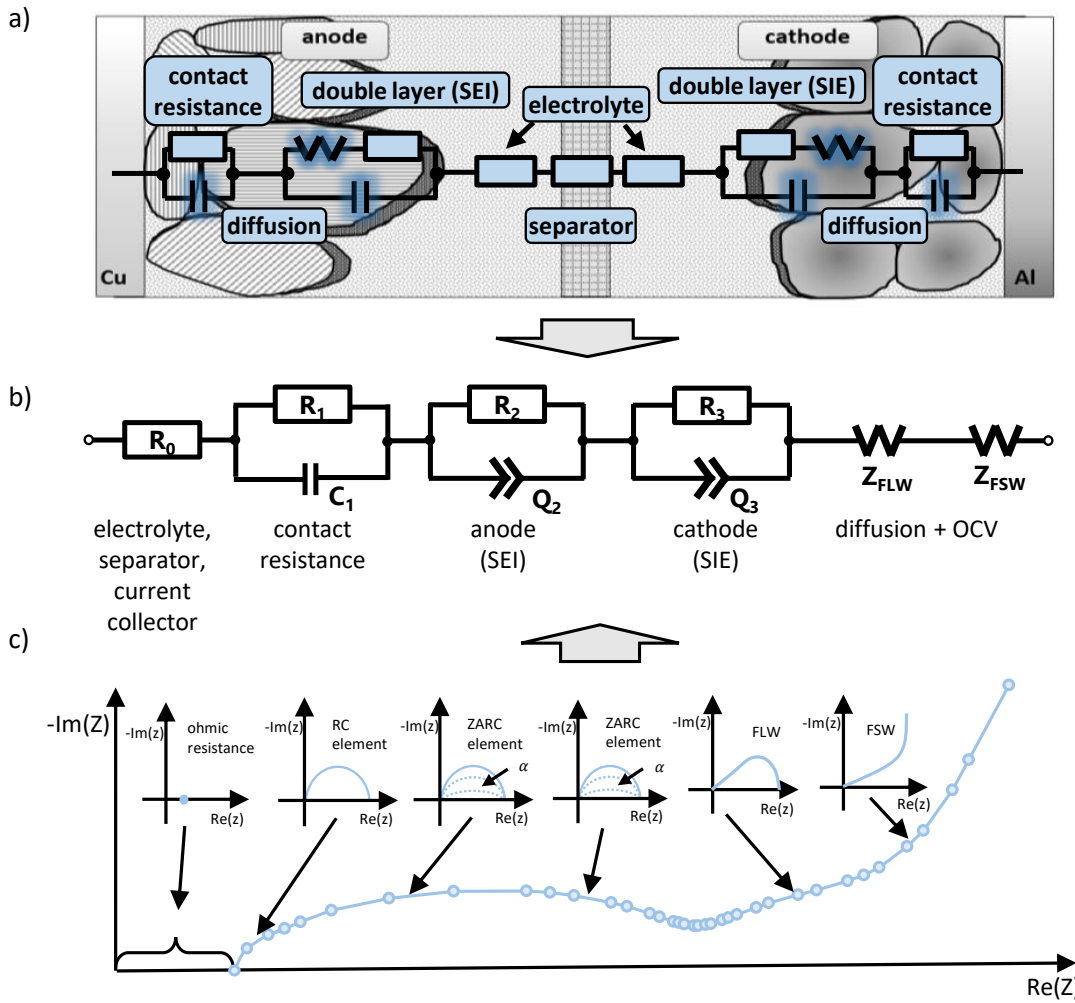 a)
anode
cathode
contact
resistance
double layer (SEI)
electrolyte
double layer (SIE)
contact
resistance
diffusion
separator
diffusion
Cu
Al
b)
R0
R1
C1
R2
Q2
R3
Q3
ZFLW
ZFSW
electrolyte,
separator,
current
collector
contact
resistance
anode
(SEI)
cathode
(SIE)
diffusion + OCV
c)
-Im(Z)
-Im(z)
ohmic
resistance
Re(z)
-Im(z)
RC
element
Re(z)
-Im(z)
ZARC
element
α
Re(z)
-Im(z)
ZARC
element
α
Re(z)
-Im(z)
FLW
Re(z)
-Im(z)
FSW
Re(z)
Re(Z)